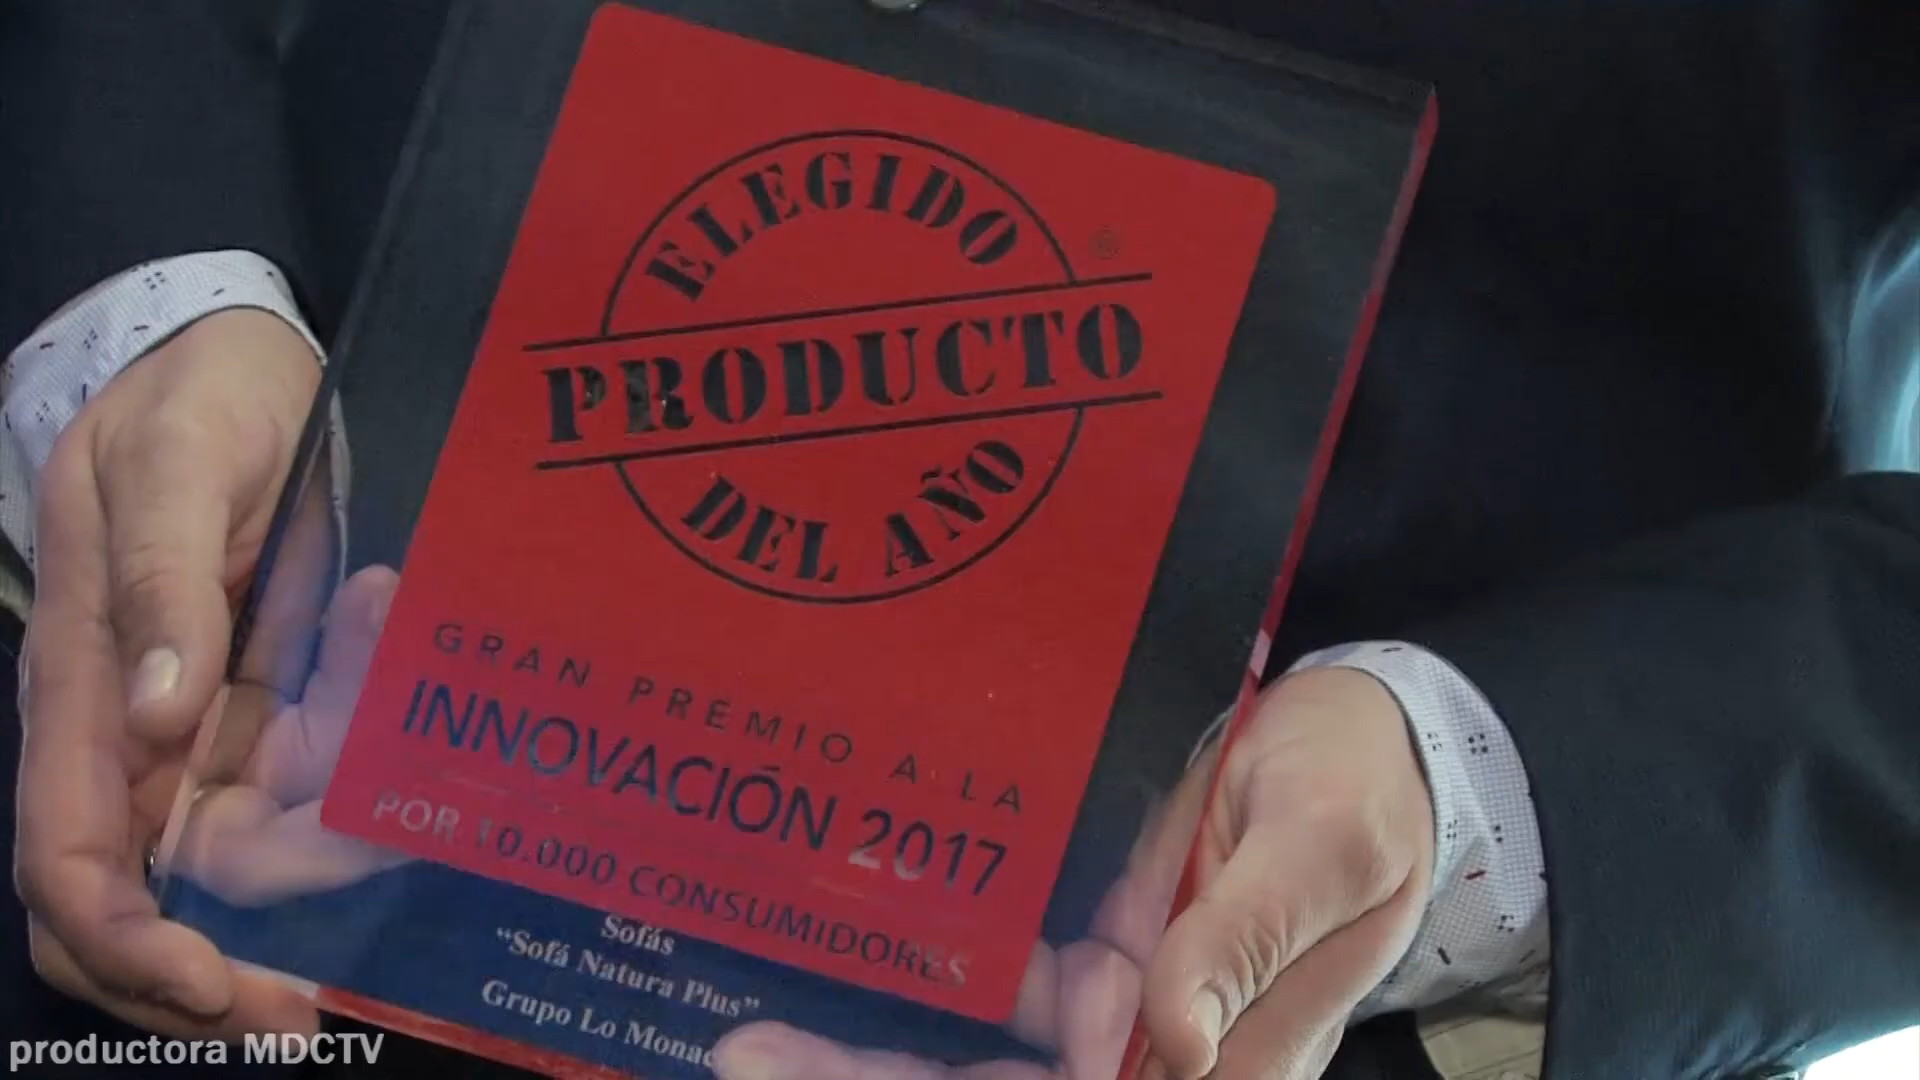 ELEGIDO
®
PRODUCTO
DEL AÑO
GRAN PREMIO A LA
INNOVACIÓN 2017
POR 10.000 CONSUMIDORES
Sofás
“Sofá Natura Plus”
Grupo Lo
productora MDCTV